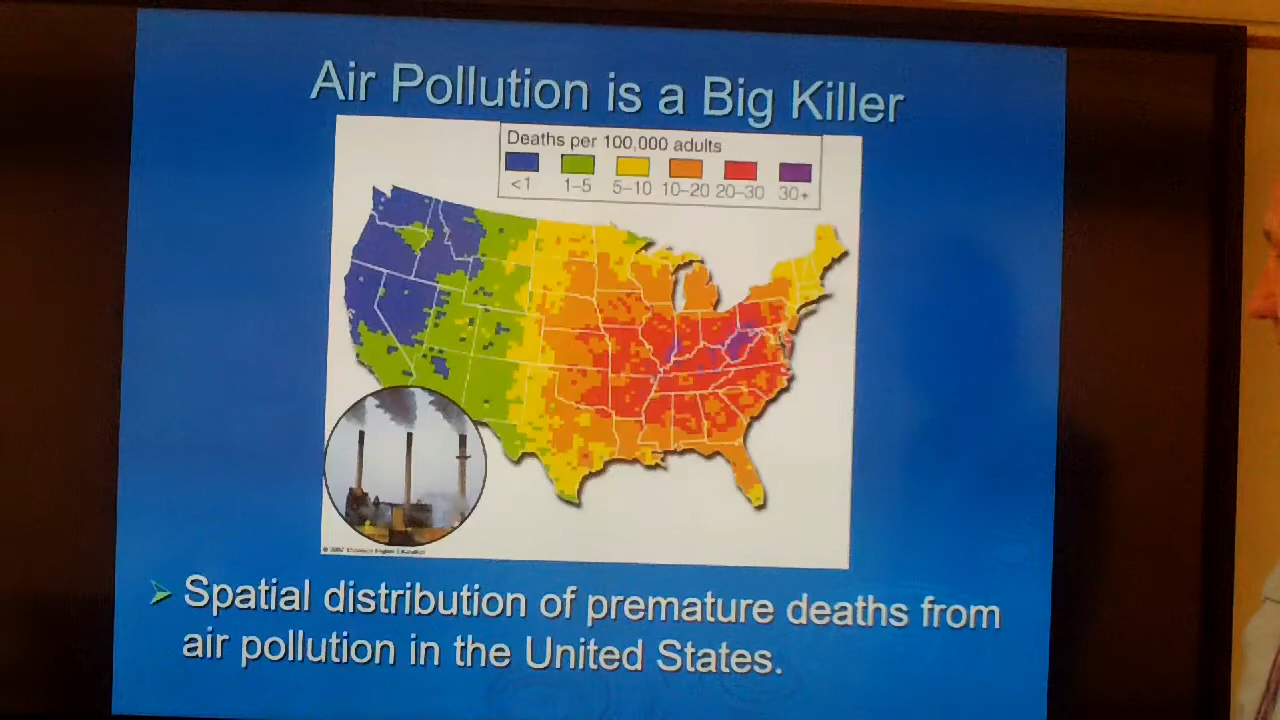 Air Pollution is a Big Killer
Deaths per 100,000 adults
<1 1–5 5–10 10–20 20–30 30+
Spatial distribution of premature deaths from
air pollution in the United States.